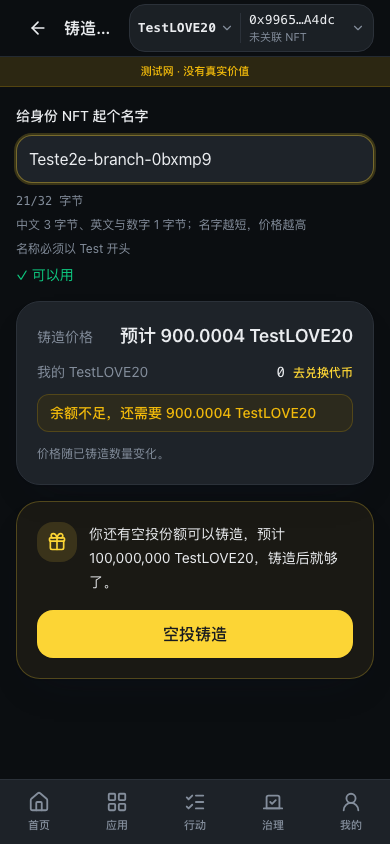 铸造...
TestLOVE20
0x9965…A4dc
未关联 NFT
测试网 · 没有真实价值
给身份 NFT 起个名字
Teste2e-branch-0bxmp9
21/32 字节
中文 3 字节、英文与数字 1 字节；名字越短，价格越高
名称必须以 Test 开头
✓ 可以用
铸造价格
预计 900.0004 TestLOVE20
我的 TestLOVE20
0 去兑换代币
余额不足，还需要 900.0004 TestLOVE20
价格随已铸造数量变化。
你还有空投份额可以铸造，预计
100,000,000 TestLOVE20，铸造后就够
了。
空投铸造
首页
应用
行动
治理
我的